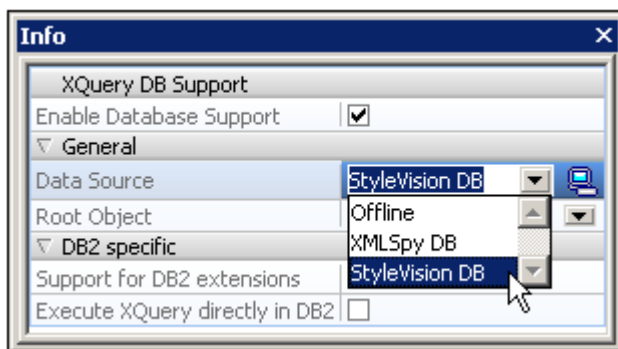 Info
XQuery DB Support
Enable Database Support
General
Data Source StyleVision DB
Offline
Root Object
XMLSpy DB
DB2 specific
StyleVision DB
Support for DB2 extensions
Execute XQuery directly in DB2